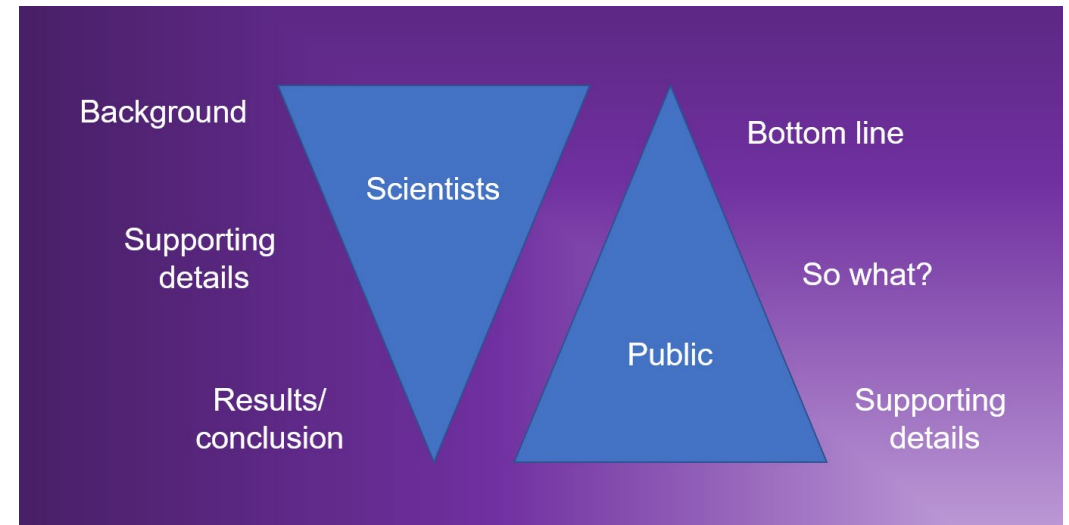 Background
Scientists
Supporting
details
Results/
conclusion
Bottom line
So what?
Public
Supporting
details